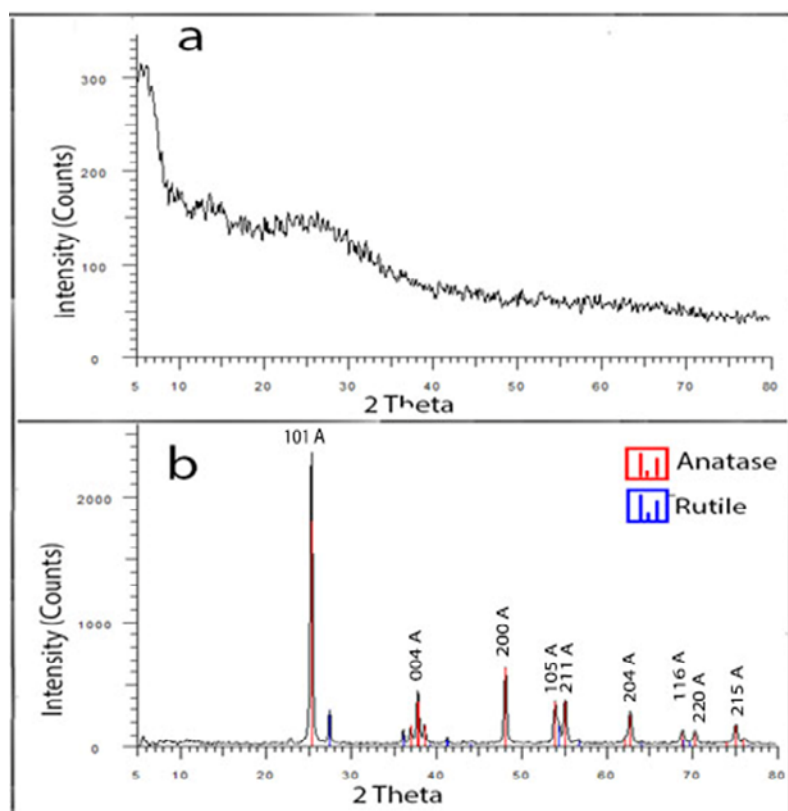 a
Intensity (Counts)
300
200
100
0
5 10 20 30 40 50 60 70 80
2 Theta
b
101 A
004 A
200 A
105 A
211 A
204 A
116 A
220 A
215 A
Anatase
Rutile
Intensity (Counts)
2000
1000
0
5 10 20 30 40 50 60 70 80
2 Theta